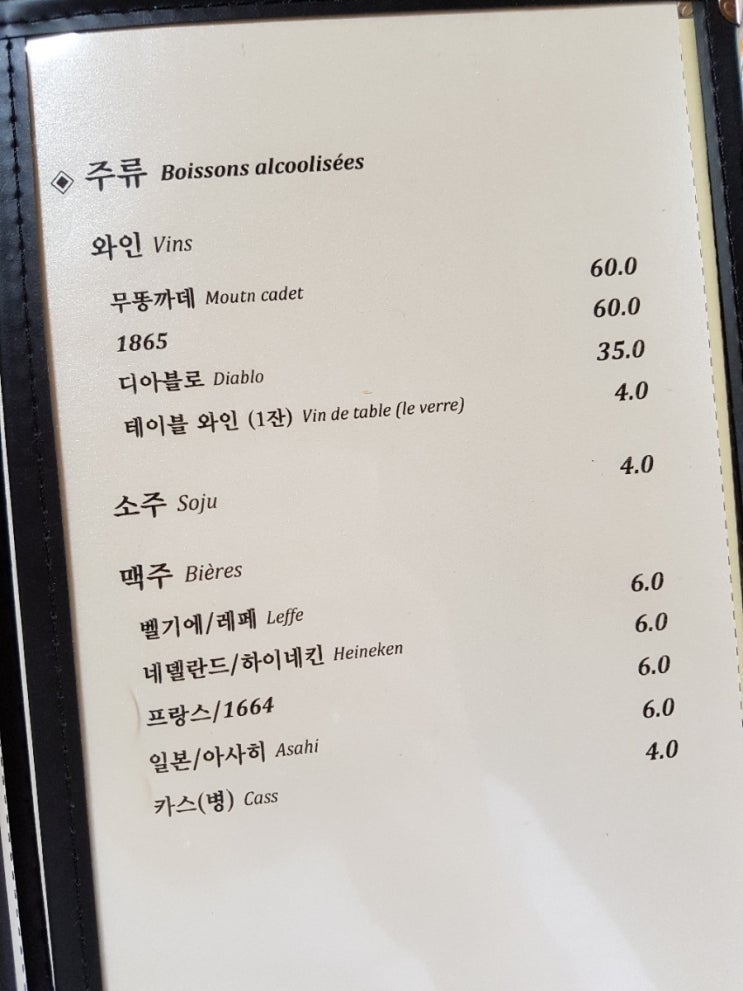 주류 Boissons alcoolisées
와인 Vins
무똥까데 Moutn cadet 60.0
1865 60.0
디아블로 Diablo 35.0
테이블 와인 (1잔) Vin de table (le verre) 4.0
소주 Soju 4.0
맥주 Bières
벨기에/레페 Leffe 6.0
네델란드/하이네킨 Heineken 6.0
프랑스/1664 6.0
일본/아사히 Asahi 6.0
카스(병) Cass 4.0